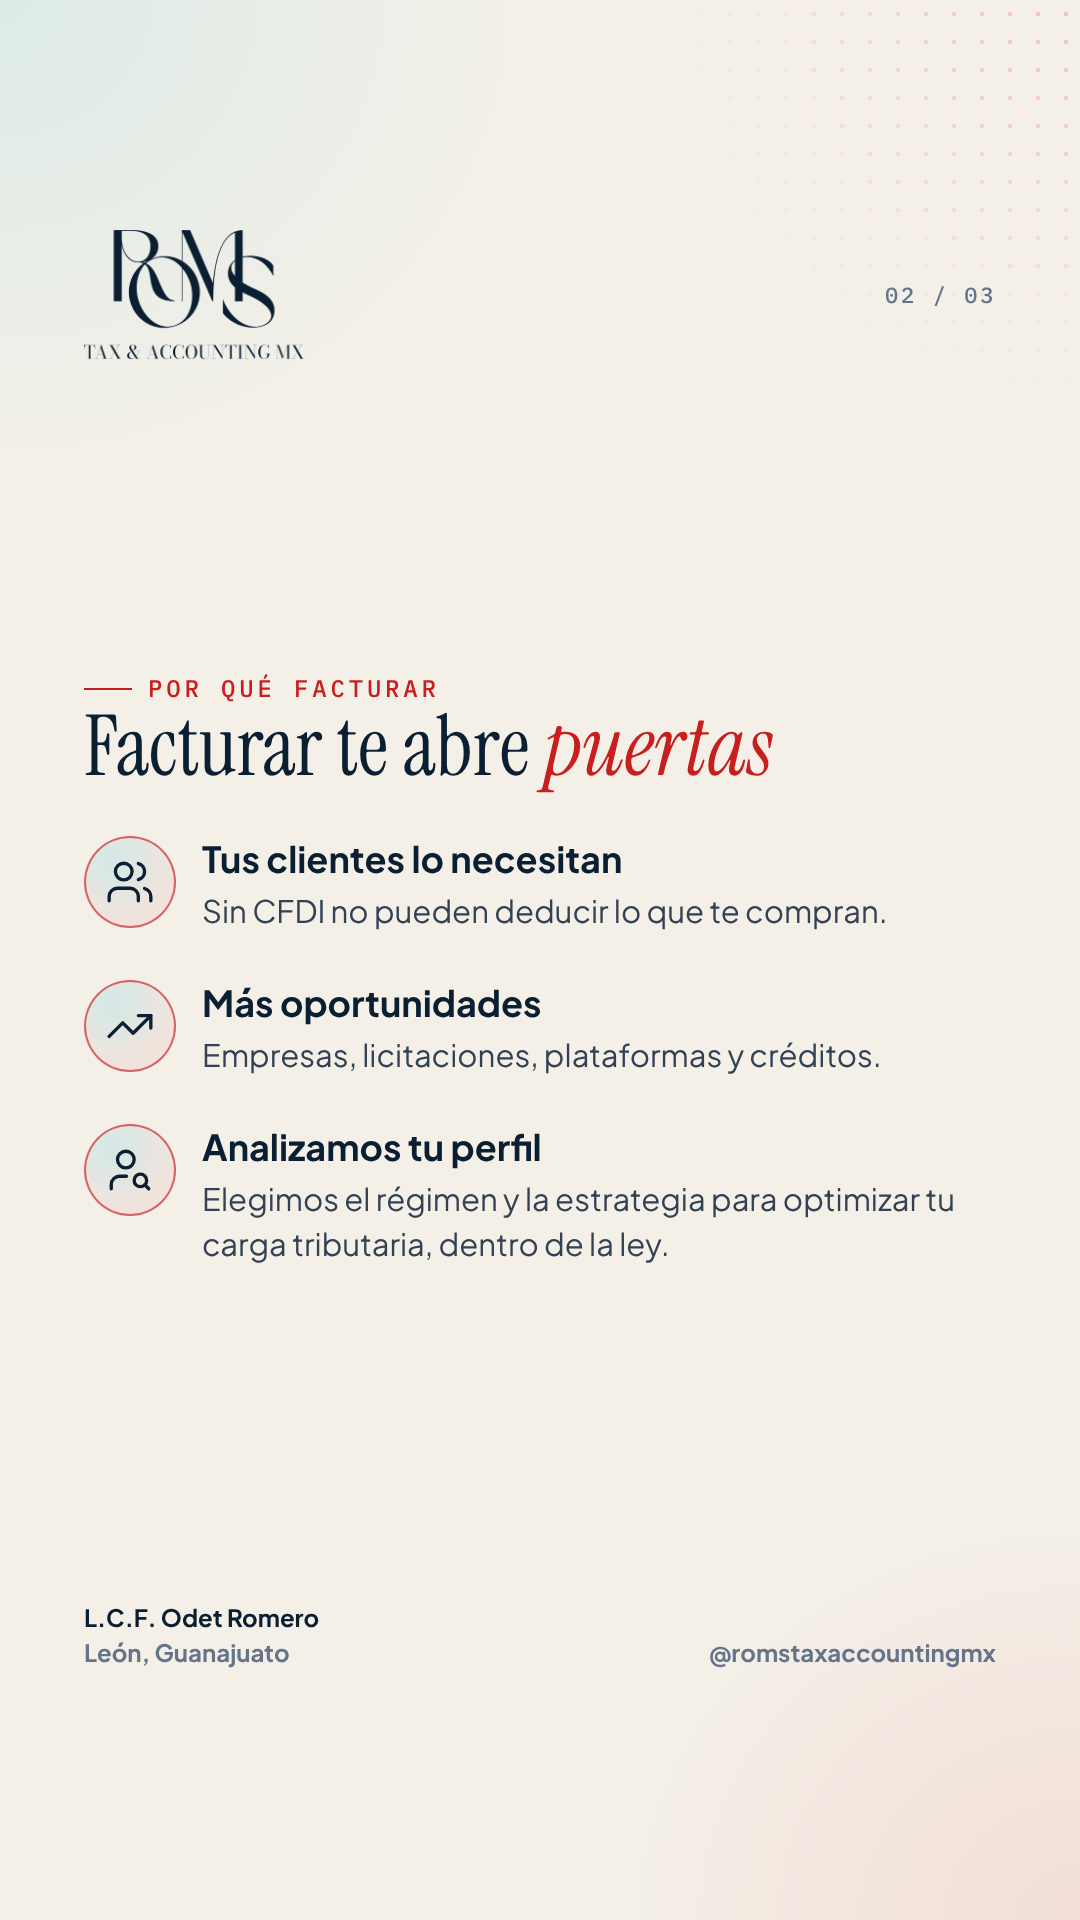 ROMS
TAX & ACCOUNTING MX
02 / 03
POR QUÉ FACTURAR
Facturar te abre puertas
Tus clientes lo necesitan
Sin CFDI no pueden deducir lo que te compran.
Más oportunidades
Empresas, licitaciones, plataformas y créditos.
Analizamos tu perfil
Elegimos el régimen y la estrategia para optimizar tu
carga tributaria, dentro de la ley.
L.C.F. Odet Romero
León, Guanajuato
@romstaxaccountingmx